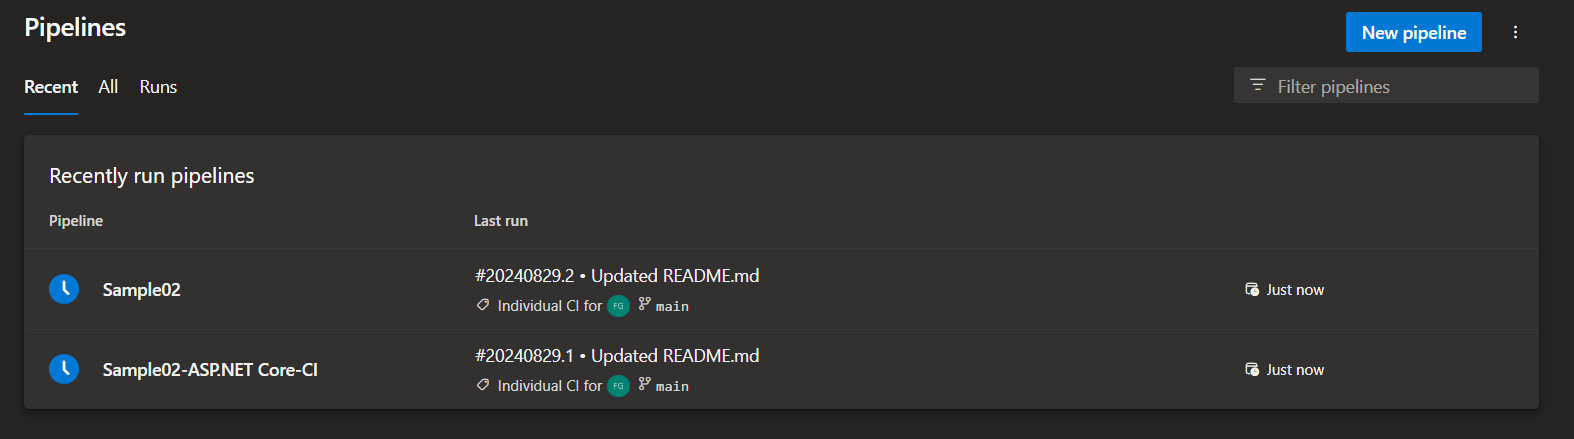 Pipelines
New pipeline
Recent All Runs
Filter pipelines
Recently run pipelines
Pipeline Last run
Sample02
#20240829.2 • Updated README.md
Individual CI for FG main
Just now
Sample02-ASP.NET Core-CI
#20240829.1 • Updated README.md
Individual CI for FG main
Just now